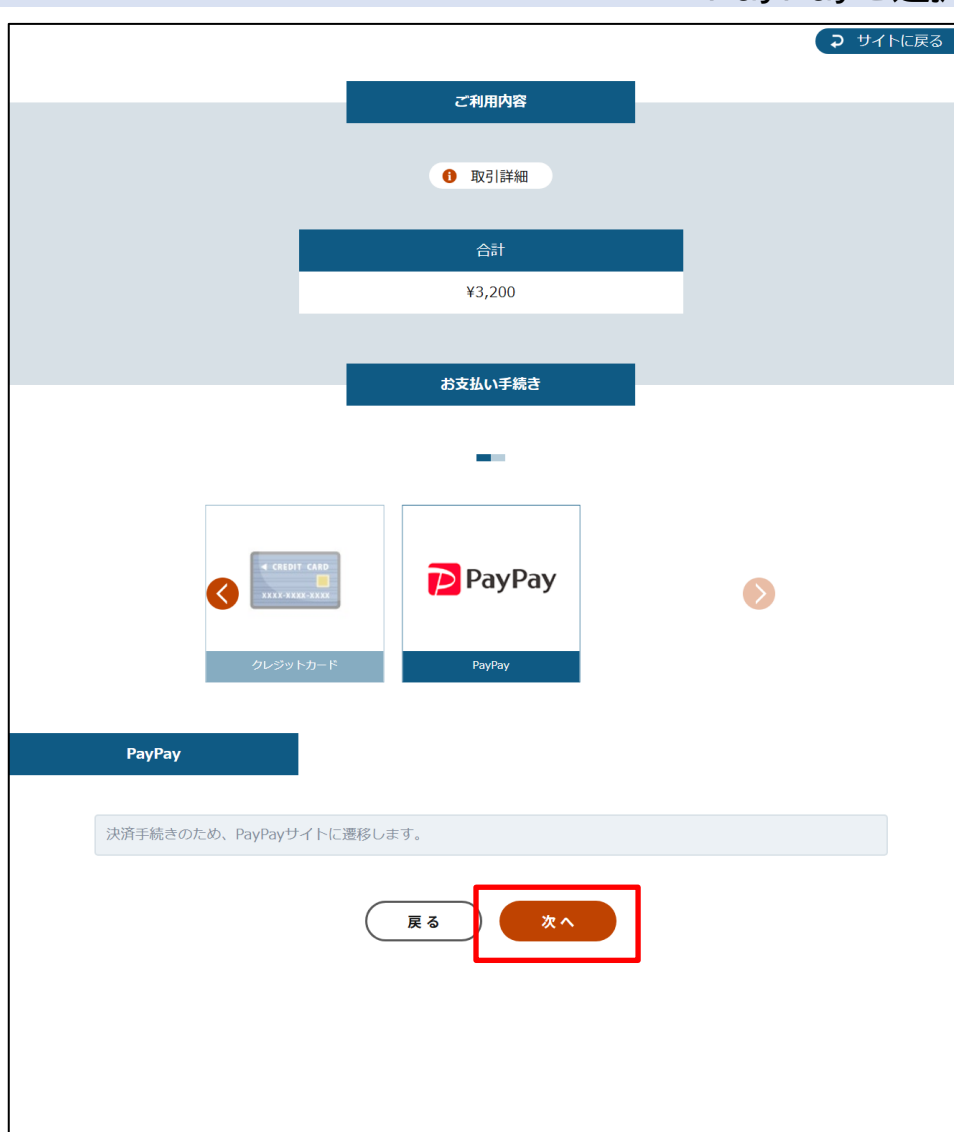 サイトに戻る
ご利用内容
取引詳細
合計
¥3,200
お支払い手続き
CREDIT CARD
XXXX-XXXX-XXXX
PayPay
クレジットカード
PayPay
PayPay
決済手続きのため、PayPayサイトに遷移します。
戻る
次へ